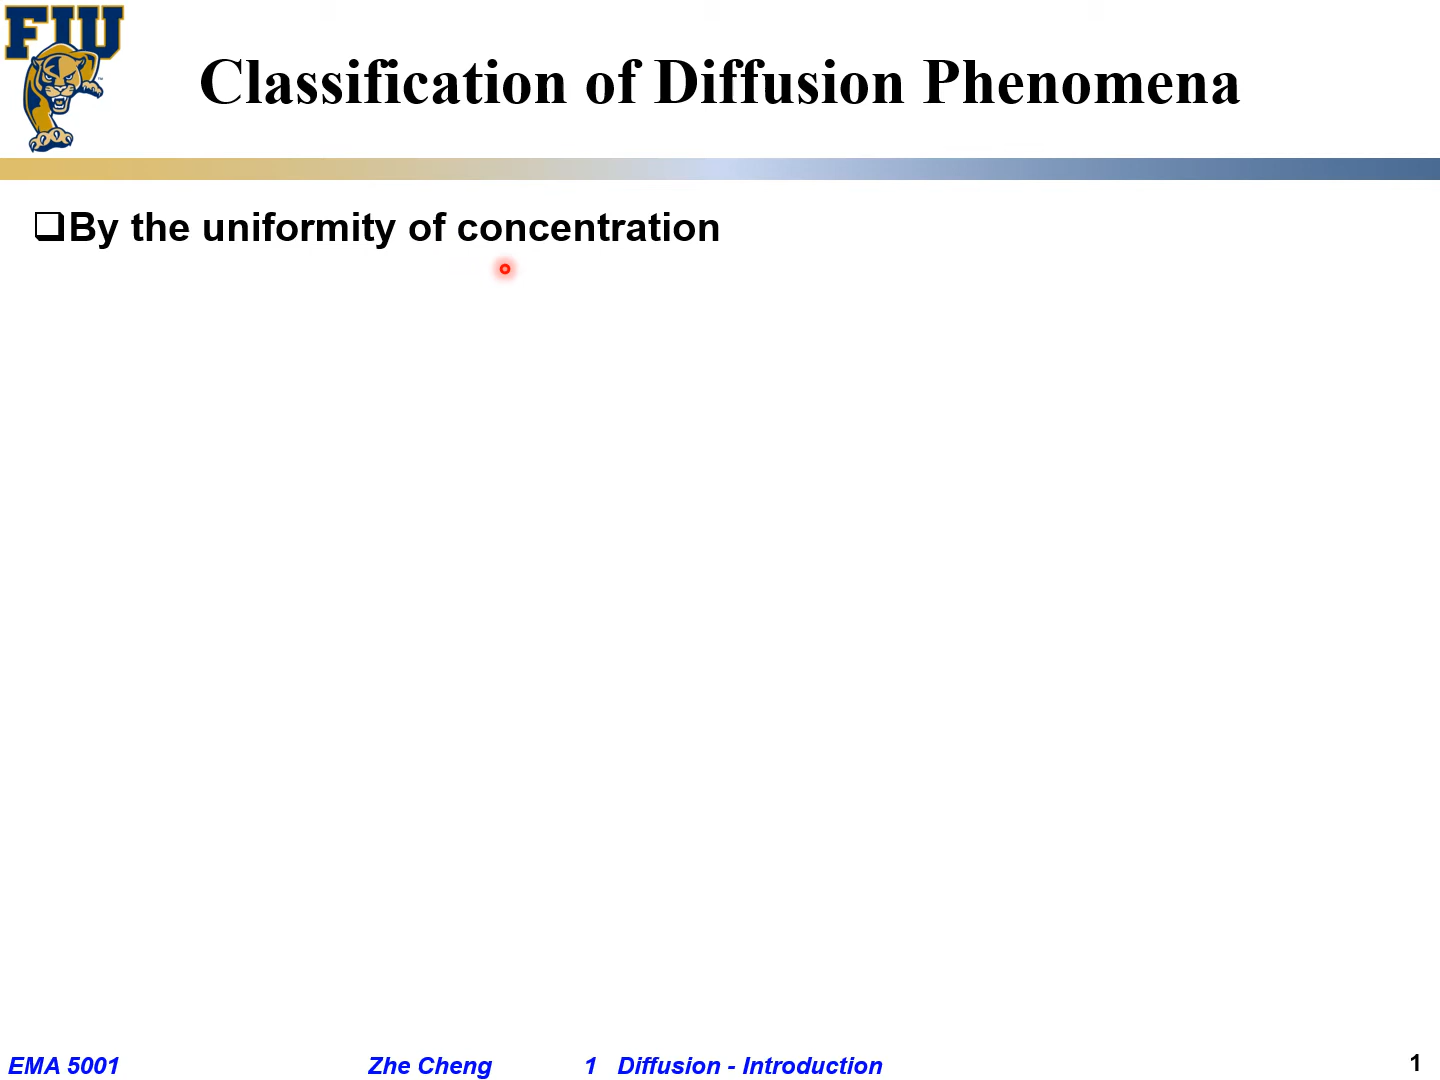 FIU
Classification of Diffusion Phenomena
❑By the uniformity of concentration
EMA 5001 Zhe Cheng 1 Diffusion - Introduction 1